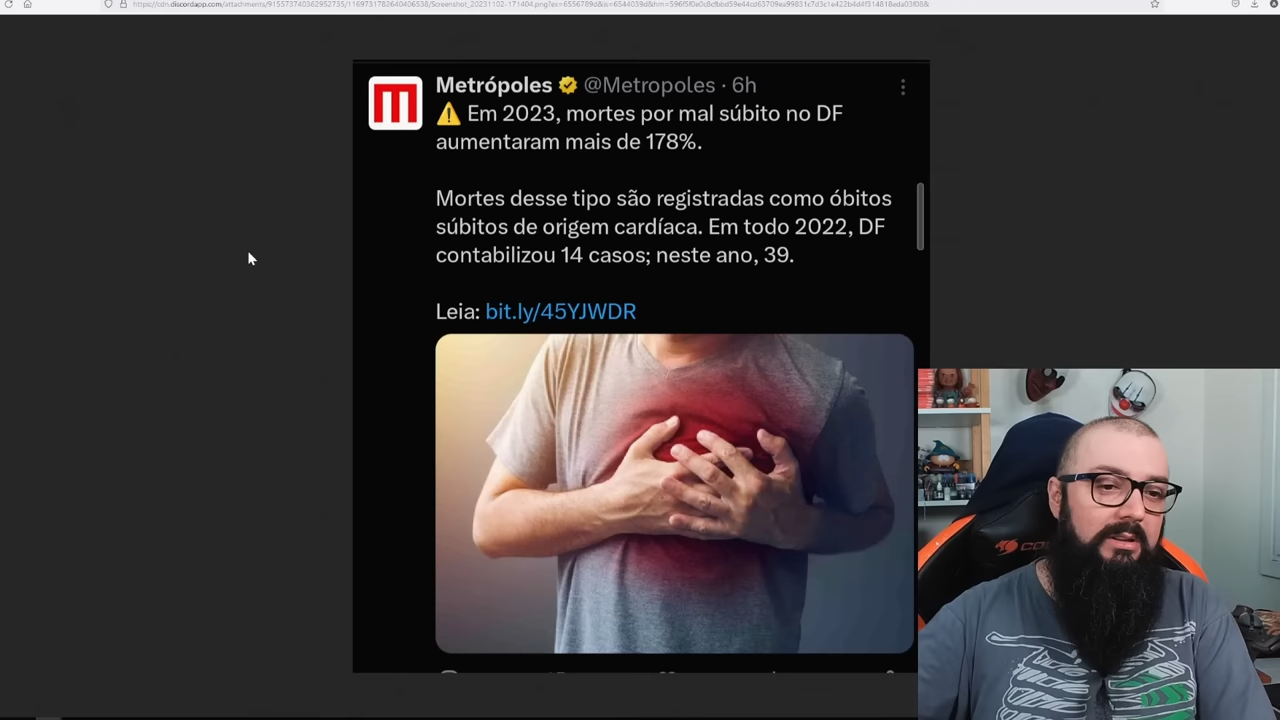 Metrópoles @Metropoles · 6h
⚠️ Em 2023, mortes por mal súbito no DF
aumentaram mais de 178%.
Mortes desse tipo são registradas como óbitos
súbitos de origem cardíaca. Em todo 2022, DF
contabilizou 14 casos; neste ano, 39.
Leia: bit.ly/45YJWDR